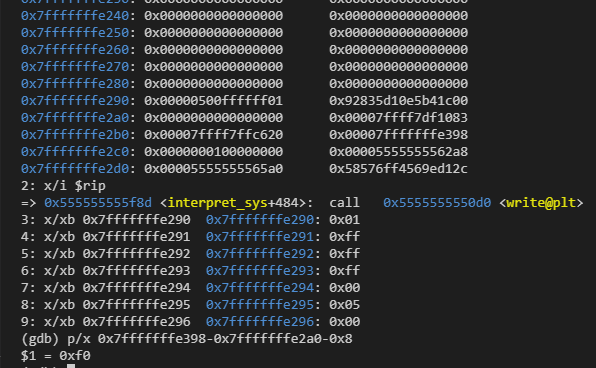 0x7fffffffe240: 0x0000000000000000 0x0000000000000000
0x7fffffffe250: 0x0000000000000000 0x0000000000000000
0x7fffffffe260: 0x0000000000000000 0x0000000000000000
0x7fffffffe270: 0x0000000000000000 0x0000000000000000
0x7fffffffe280: 0x0000000000000000 0x0000000000000000
0x7fffffffe290: 0x00000500ffffff01 0x92835d10e5b41c00
0x7fffffffe2a0: 0x0000000000000000 0x00007ffff7df1083
0x7fffffffe2b0: 0x00007ffff7ffc620 0x00007fffffffe398
0x7fffffffe2c0: 0x0000000100000000 0x00005555555562a8
0x7fffffffe2d0: 0x00005555555565a0 0x58576ff4569ed12c
2: x/i $rip
=> 0x555555555f8d <interpret_sys+484>: call 0x5555555550d0 <write@plt>
3: x/xb 0x7fffffffe290 0x7fffffffe290: 0x01
4: x/xb 0x7fffffffe291 0x7fffffffe291: 0xff
5: x/xb 0x7fffffffe292 0x7fffffffe292: 0xff
6: x/xb 0x7fffffffe293 0x7fffffffe293: 0xff
7: x/xb 0x7fffffffe294 0x7fffffffe294: 0x00
8: x/xb 0x7fffffffe295 0x7fffffffe295: 0x05
9: x/xb 0x7fffffffe296 0x7fffffffe296: 0x00
(gdb) p/x 0x7fffffffe398-0x7fffffffe2a0-0x8
$1 = 0xf0